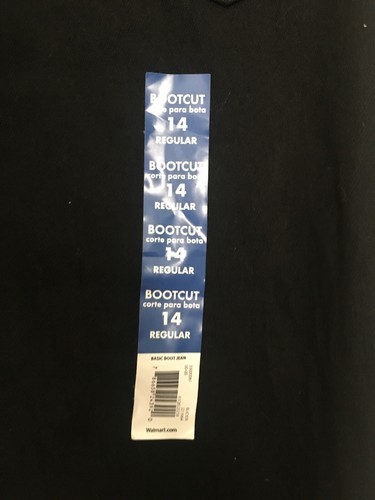 BOOTCUT
corte para bota
14
REGULAR
BOOTCUT
corte para bota
14
REGULAR
BOOTCUT
corte para bota
14
REGULAR
BOOTCUT
corte para bota
14
REGULAR
BASIC BOOT JEAN
Walmart.com